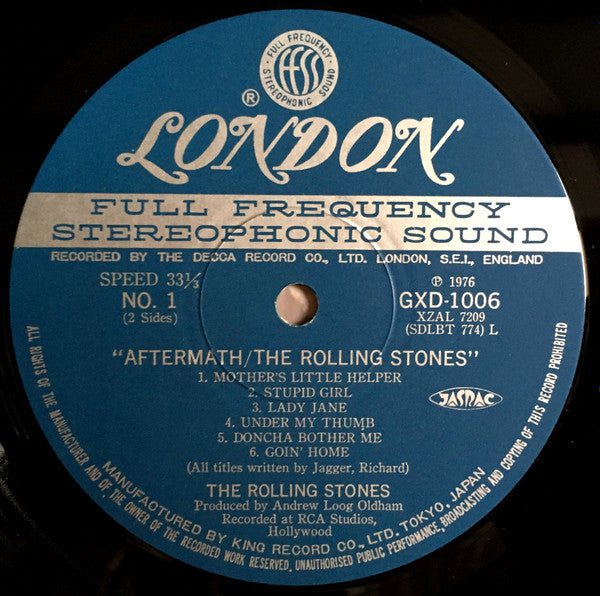 FULL FREQUENCY
ffss
STEREOPHONIC SOUND
®
LONDON
FULL FREQUENCY
STEREOPHONIC SOUND
RECORDED BY THE DECCA RECORD CO., LTD. LONDON, S.E.I., ENGLAND
SPEED 33⅓
NO. 1
(2 Sides)
℗ 1976
GXD-1006
XZAL 7209
(SDLBT 774) L
"AFTERMATH/THE ROLLING STONES"
1. MOTHER'S LITTLE HELPER
2. STUPID GIRL
3. LADY JANE
4. UNDER MY THUMB
5. DONCHA BOTHER ME
6. GOIN' HOME
(All titles written by Jagger, Richard)
JASRAC
THE ROLLING STONES
Produced by Andrew Loog Oldham
Recorded at RCA Studios,
Hollywood
MANUFACTURED BY KING RECORD CO., LTD. TOKYO. JAPAN
ALL RIGHTS OF THE MANUFACTURER AND OF THE OWNER OF THE RECORDED WORK RESERVED, UNAUTHORISED PUBLIC PERFORMANCE, BROADCASTING AND COPYING OF THIS RECORD PROHIBITED